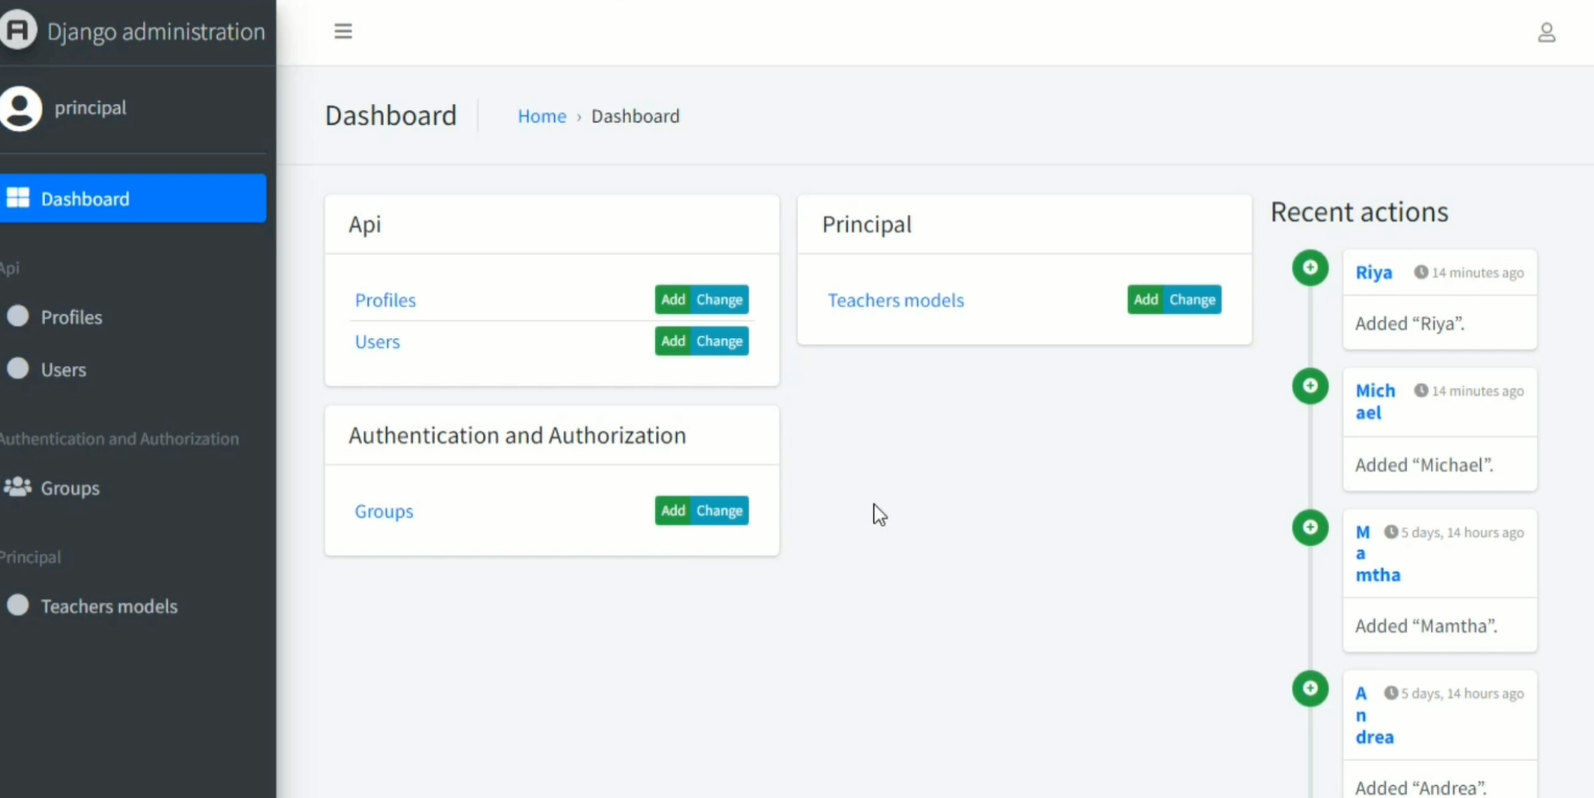 Django administration
principal
Dashboard
Api
Profiles
Users
Authentication and Authorization
Groups
Principal
Teachers models
Dashboard
Home › Dashboard
Api
Profiles Add Change
Users Add Change
Authentication and Authorization
Groups Add Change
Principal
Teachers models Add Change
Recent actions
Riya 14 minutes ago
Added “Riya”.
Mich 14 minutes ago
ael
Added “Michael”.
M 5 days, 14 hours ago
a
mtha
Added “Mamtha”.
A 5 days, 14 hours ago
n
drea
Added “Andrea”.